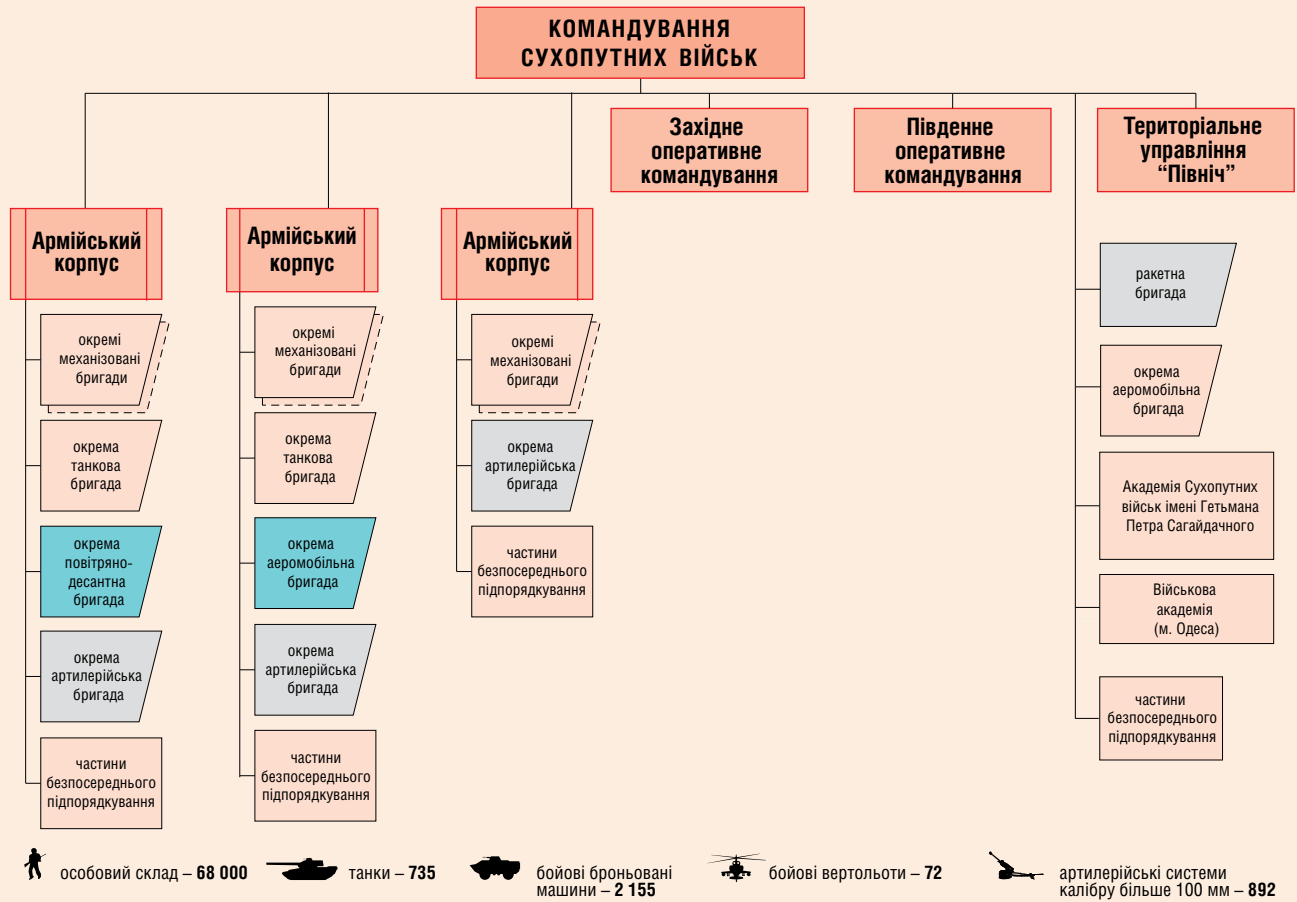 КОМАНДУВАННЯ
СУХОПУТНИХ ВІЙСЬК
Західне
оперативне
командування
Південне
оперативне
командування
Територіальне
управління
“Північ”
Армійський
корпус
окремі
механізовані
бригади
окрема
танкова
бригада
окрема
повітряно-
десантна
бригада
окрема
артилерійська
бригада
частини
безпосереднього
підпорядкування
Армійський
корпус
окремі
механізовані
бригади
окрема
танкова
бригада
окрема
аеромобільна
бригада
окрема
артилерійська
бригада
частини
безпосереднього
підпорядкування
Армійський
корпус
окремі
механізовані
бригади
окрема
артилерійська
бригада
частини
безпосереднього
підпорядкування
ракетна
бригада
окрема
аеромобільна
бригада
Академія Сухопутних
військ імені Гетьмана
Петра Сагайдачного
Військова
академія
(м. Одеса)
частини
безпосереднього
підпорядкування
особовий склад – 68 000
танки – 735
бойові броньовані
машини – 2 155
бойові вертольоти – 72
артилерійські системи
калібру більше 100 мм – 892